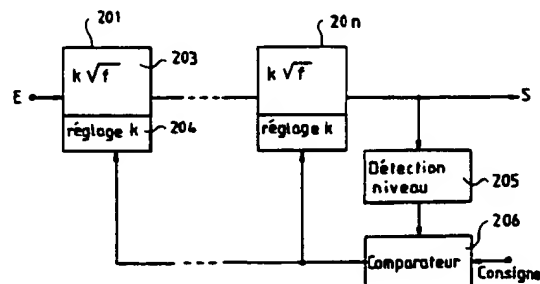 201
20n
k √f
203
k √f
E
S
réglage k
204
réglage k
Détection
niveau
205
206
Comparateur
Consigne